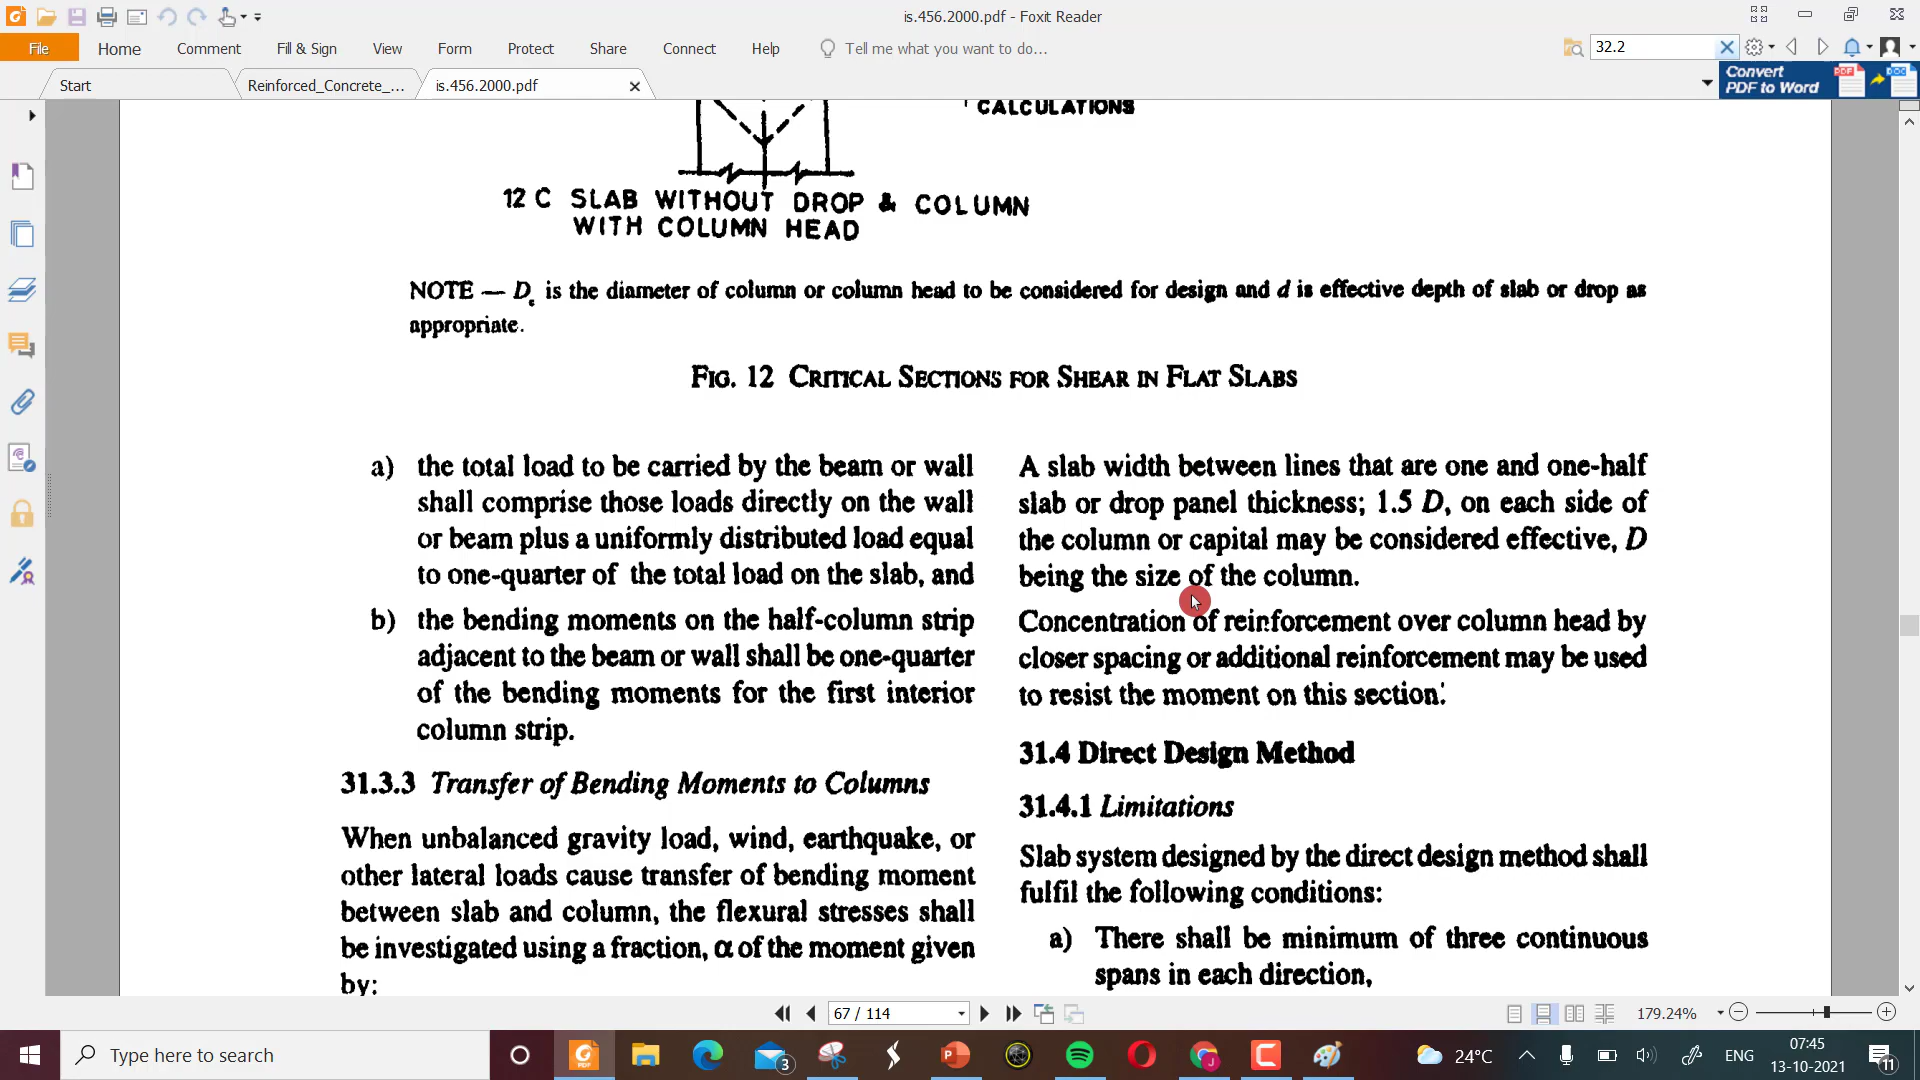 is.456.2000.pdf - Foxit Reader
File Home Comment Fill & Sign View Form Protect Share Connect Help Tell me what you want to do... 32.2
Start Reinforced_Concrete_... is.456.2000.pdf
Convert
PDF to Word
CALCULATIONS
12 C SLAB WITHOUT DROP & COLUMN
WITH COLUMN HEAD
NOTE — Dc is the diameter of column or column head to be considered for design and d is effective depth of slab or drop as
appropriate.
FIG. 12 CRITICAL SECTIONS FOR SHEAR IN FLAT SLABS
a) the total load to be carried by the beam or wall
shall comprise those loads directly on the wall
or beam plus a uniformly distributed load equal
to one-quarter of the total load on the slab, and
b) the bending moments on the half-column strip
adjacent to the beam or wall shall be one-quarter
of the bending moments for the first interior
column strip.
31.3.3 Transfer of Bending Moments to Columns
When unbalanced gravity load, wind, earthquake, or
other lateral loads cause transfer of bending moment
between slab and column, the flexural stresses shall
be investigated using a fraction, α of the moment given
by:
A slab width between lines that are one and one-half
slab or drop panel thickness; 1.5 D, on each side of
the column or capital may be considered effective, D
being the size of the column.
Concentration of reinforcement over column head by
closer spacing or additional reinforcement may be used
to resist the moment on this section.
31.4 Direct Design Method
31.4.1 Limitations
Slab system designed by the direct design method shall
fulfil the following conditions:
a) There shall be minimum of three continuous
spans in each direction,
67 / 114
179.24%
Type here to search
3
24°C
ENG
07:45
13-10-2021
11